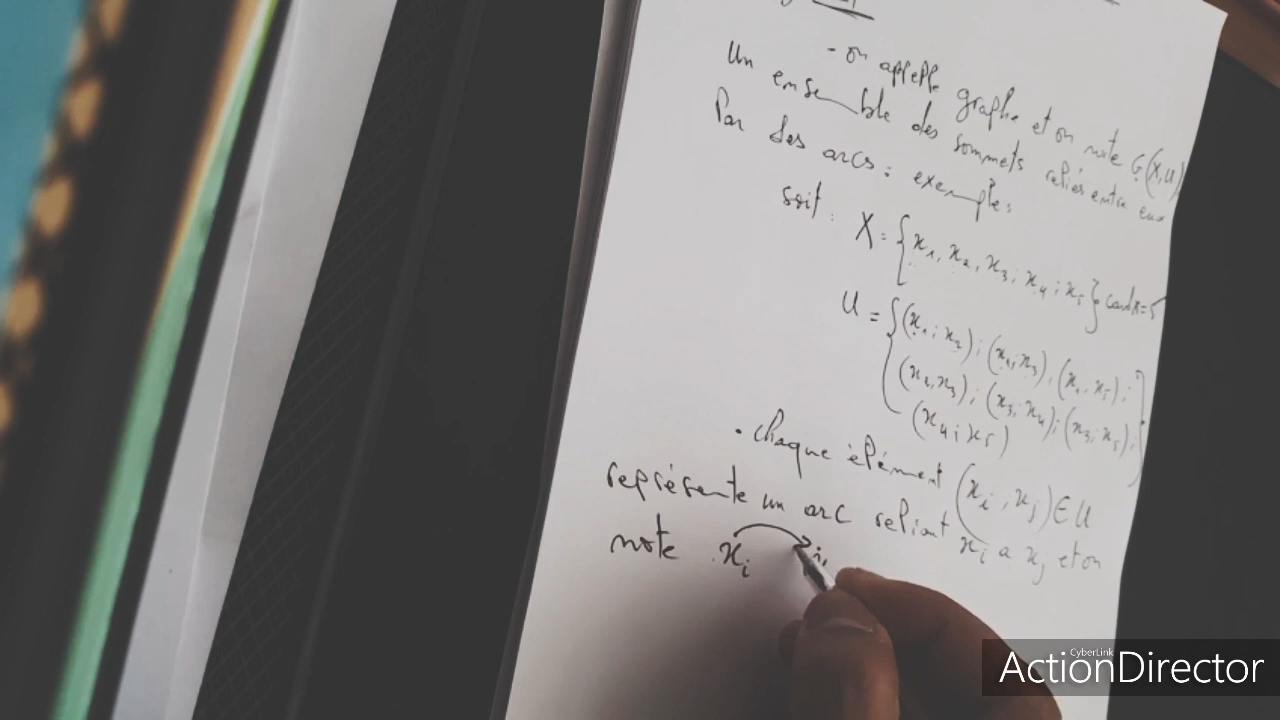 - on appelle graphe et on note G(X,U)
Un ensemble des sommets reliés entre eux
Par des arcs : exemple:
soit : X = {x1, x2, x3; x4; x5} card x = 5
U = {(x1; x2); (x1; x3), (x1, x5);
(x2, x3); (x3; x4); (x3; x5);
(x4; x5)}
• chaque élément (xi, xj) ∈ U
représente un arc reliant xi a xj et on
note xi
CyberLink
ActionDirector